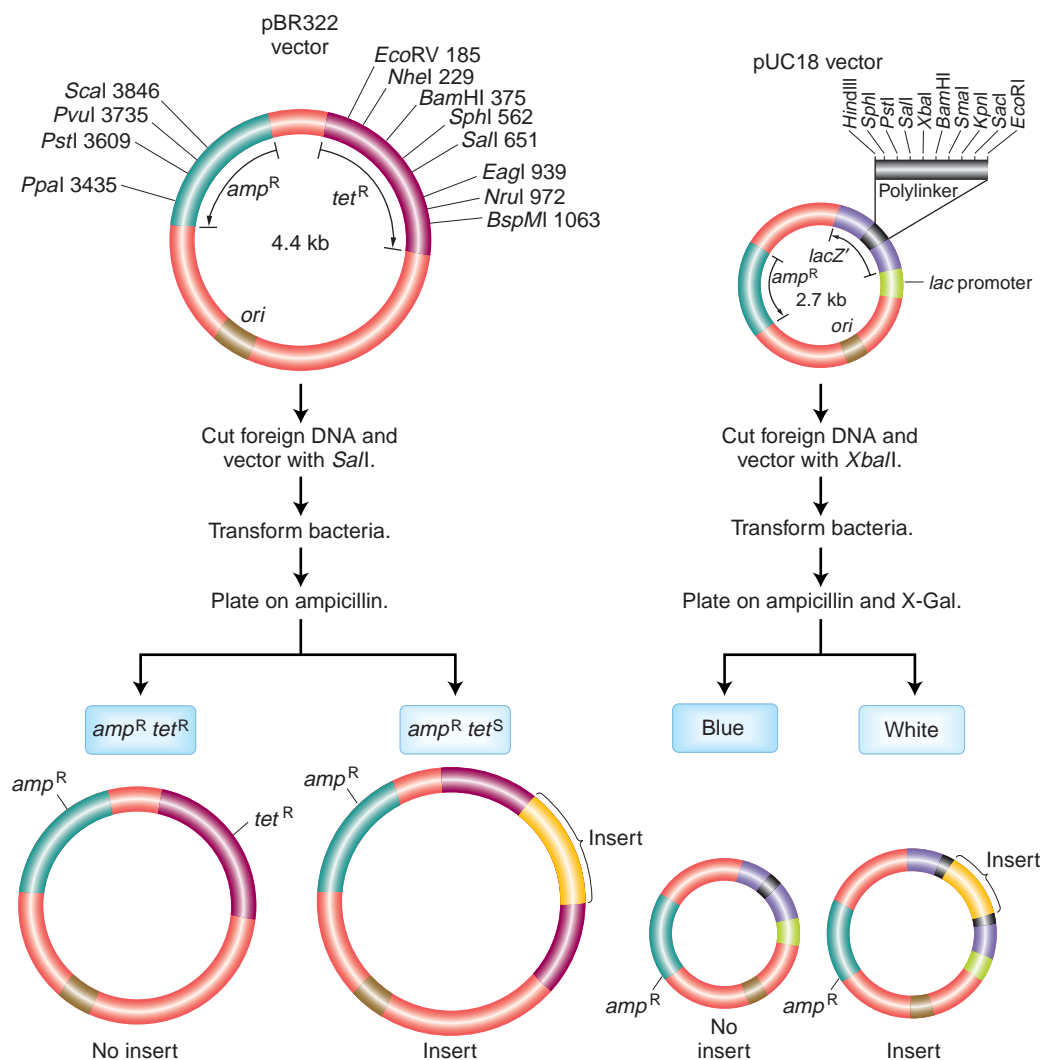 pBR322
vector
EcoRV 185
NheI 229
BamHI 375
SphI 562
SalI 651
EagI 939
NruI 972
BspMI 1063
ScaI 3846
PvuI 3735
PstI 3609
PpaI 3435
ampR
tetR
4.4 kb
ori
pUC18 vector
HindIII
SphI
PstI
SalI
XbaI
BamHI
SmaI
KpnI
SacI
EcoRI
Polylinker
lacZ'
ampR
2.7 kb
ori
lac promoter
Cut foreign DNA and
vector with SalI.
Transform bacteria.
Plate on ampicillin.
Cut foreign DNA and
vector with XbaII.
Transform bacteria.
Plate on ampicillin and X-Gal.
ampR tetR
ampR tetS
Blue
White
ampR
tetR
No insert
ampR
Insert
Insert
ampR
No
insert
Insert
ampR
Insert